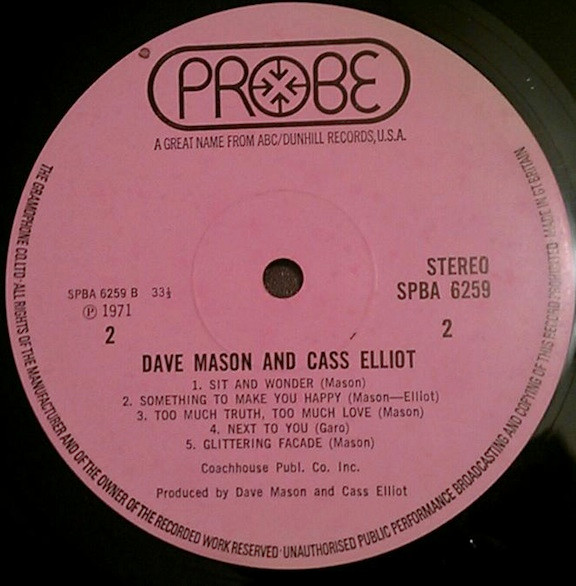 PROBE
A GREAT NAME FROM ABC/DUNHILL RECORDS, U.S.A.
THE GRAMOPHONE CO. LTD · ALL RIGHTS OF THE MANUFACTURER AND OF THE OWNER OF THE RECORDED WORK RESERVED · UNAUTHORISED PUBLIC PERFORMANCE BROADCASTING AND COPYING OF THIS RECORD PROHIBITED · MADE IN GT BRITAIN
SPBA 6259 B 33⅓
℗ 1971
2
STEREO
SPBA 6259
2
DAVE MASON AND CASS ELLIOT
1. SIT AND WONDER (Mason)
2. SOMETHING TO MAKE YOU HAPPY (Mason—Elliot)
3. TOO MUCH TRUTH, TOO MUCH LOVE (Mason)
4. NEXT TO YOU (Garo)
5. GLITTERING FACADE (Mason)
Coachhouse Publ. Co. Inc.
Produced by Dave Mason and Cass Elliot